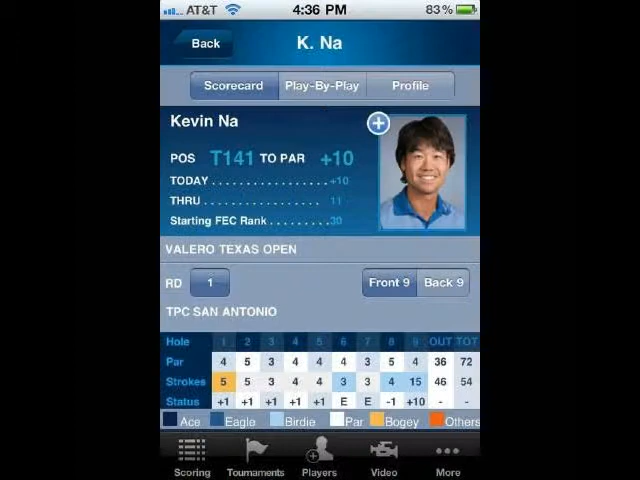 AT&T 4:36 PM 83%
Back K. Na
Scorecard Play-By-Play Profile
Kevin Na
POS T141 TO PAR +10
TODAY . . . . . . . . . . . . . . . . . +10
THRU . . . . . . . . . . . . . . . . . . 11
Starting FEC Rank . . . . . . . . . 30
VALERO TEXAS OPEN
RD 1 Front 9 Back 9
TPC SAN ANTONIO
Hole 1 2 3 4 5 6 7 8 9 OUT TOT
Par 4 5 3 4 4 4 3 5 4 36 72
Strokes 5 5 3 4 4 3 3 4 15 46 54
Status +1 +1 +1 +1 +1 E E -1 +10 - -
Ace Eagle Birdie Par Bogey Others
Scoring Tournaments Players Video More